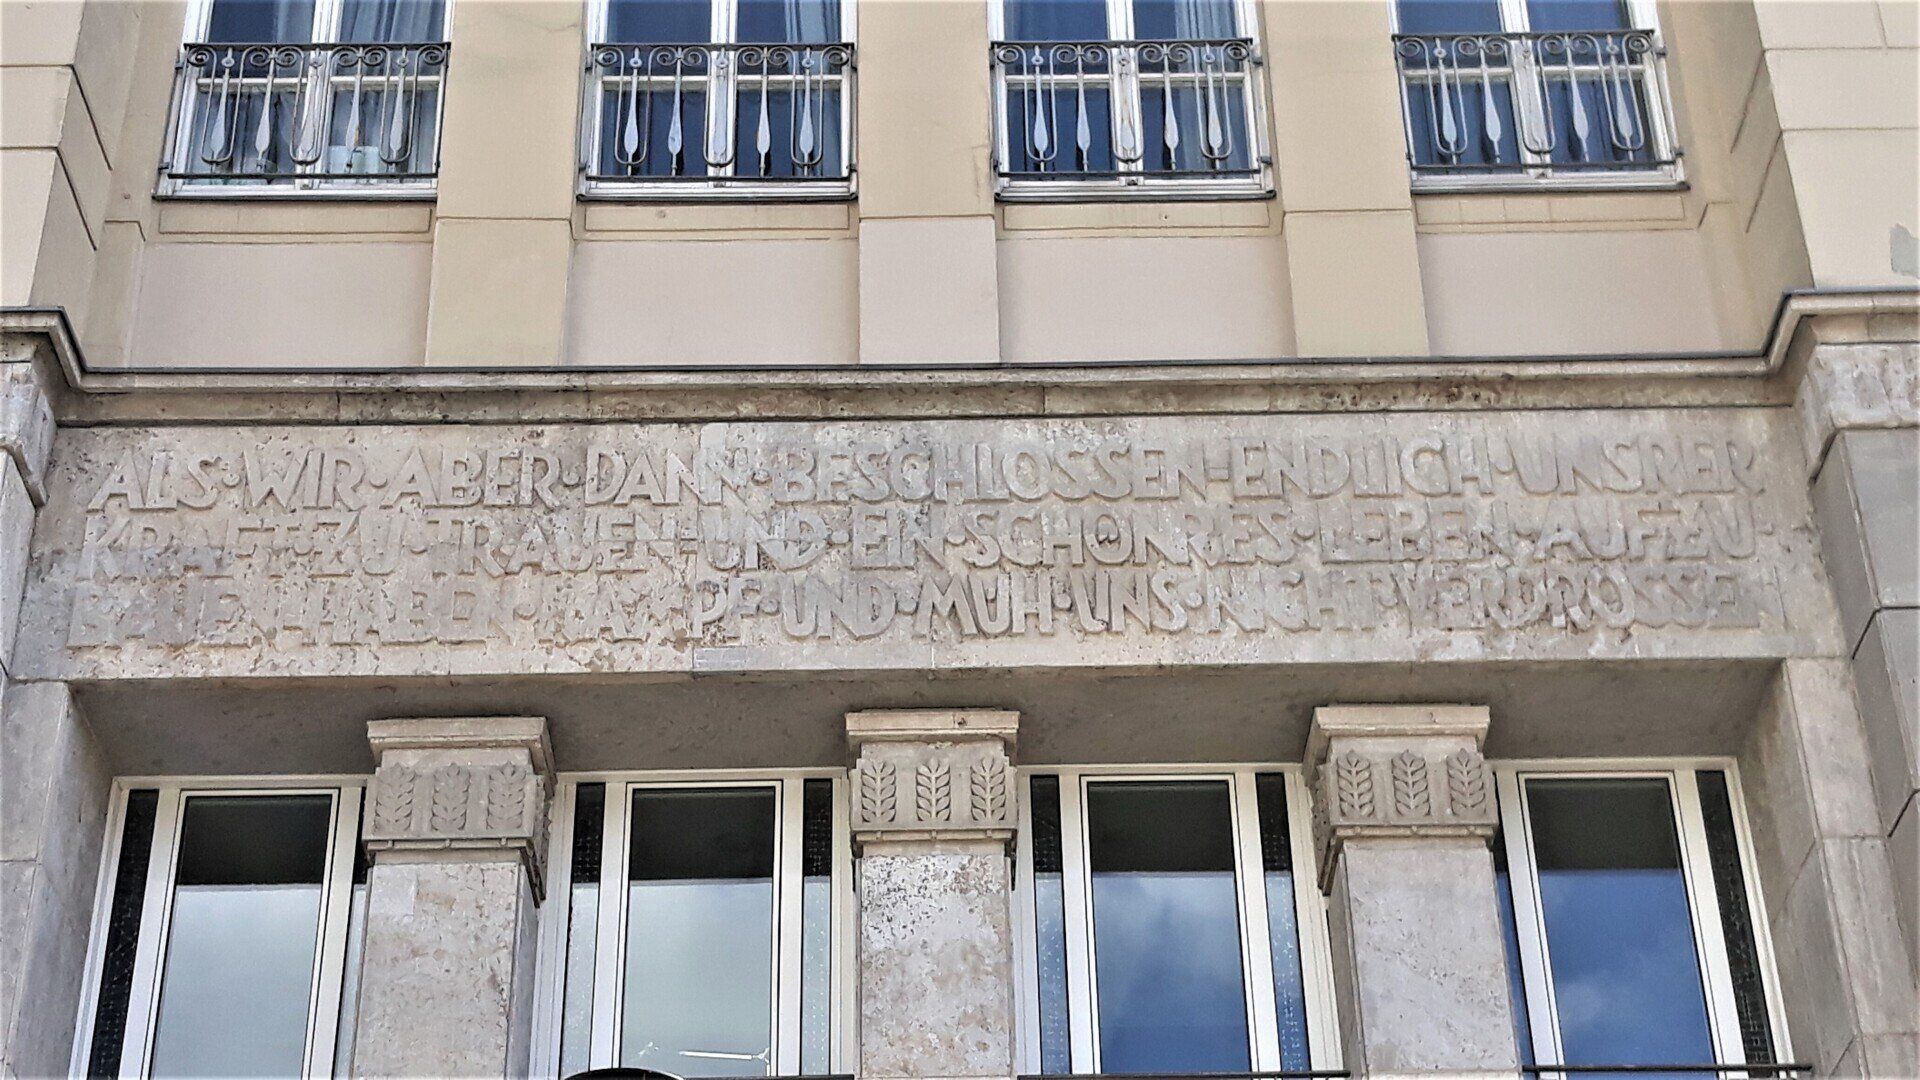 ALS·WIR·ABER·DANN·BESCHLOSSEN·ENDLICH·UNSRER
KRAFT·ZU·TRAUEN·UND·EIN·SCHÖNRES·LEBEN·AUFZU-
BAUEN·HABEN·KAMPF·UND·MÜH·UNS·NICHT·VERDROSSEN